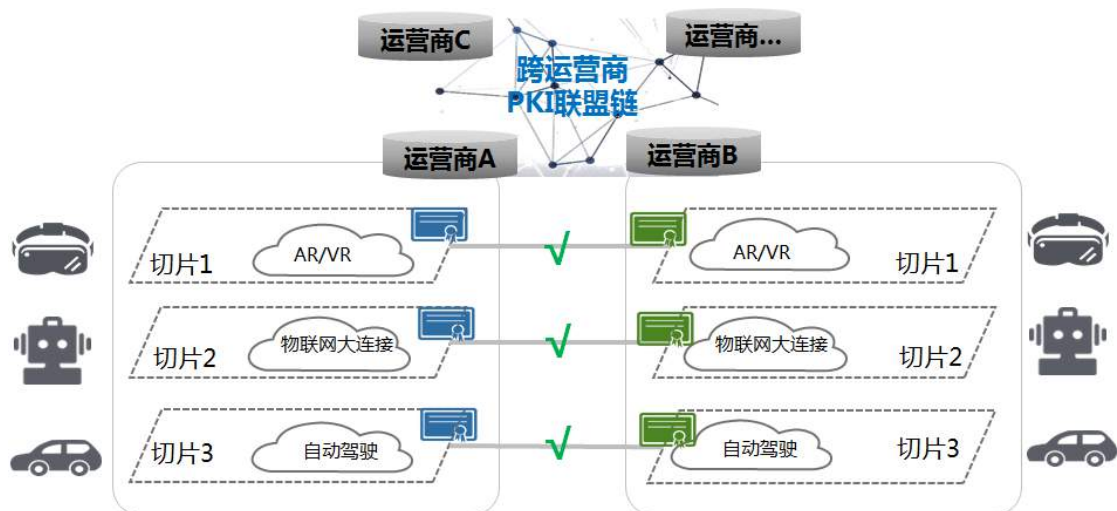 运营商C
运营商...
跨运营商
PKI联盟链
运营商A
运营商B
切片1
AR/VR
√
AR/VR
切片1
切片2
物联网大连接
√
物联网大连接
切片2
切片3
自动驾驶
√
自动驾驶
切片3